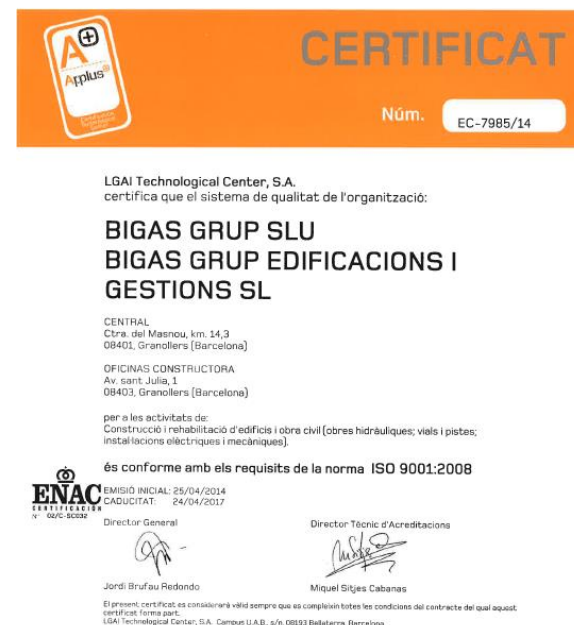 CERTIFICAT
A+
Applus
Núm. EC-7985/14
LGAI Technological Center, S.A.
certifica que el sistema de qualitat de l'organització:
BIGAS GRUP SLU
BIGAS GRUP EDIFICACIONS I
GESTIONS SL
CENTRAL
Ctra. del Masnou, km. 14,3
08401, Granollers (Barcelona)
OFICINAS CONSTRUCTORA
Av. sant Julia, 1
08403, Granollers (Barcelona)
per a les activitats de:
Construcció i rehabilitació d'edificis i obra civil (obres hidràuliques; vials i pistes;
instal·lacions elèctriques i mecàniques).
és conforme amb els requisits de la norma ISO 9001:2008
ENAC
CERTIFICACIÓN
Nº 02/C-SC032
EMISIÓ INICIAL: 25/04/2014
CADUCITAT: 24/04/2017
Director General
Director Tècnic d'Acreditacions
Jordi Brufau Redondo
Miquel Sitjes Cabanas
El present certificat es considerarà vàlid sempre que es compleixin totes les condicions del contracte del qual aquest
certificat forma part.
LGAI Technological Center, S.A. Campus U.A.B., s/n. 08193 Bellaterra, Barcelona